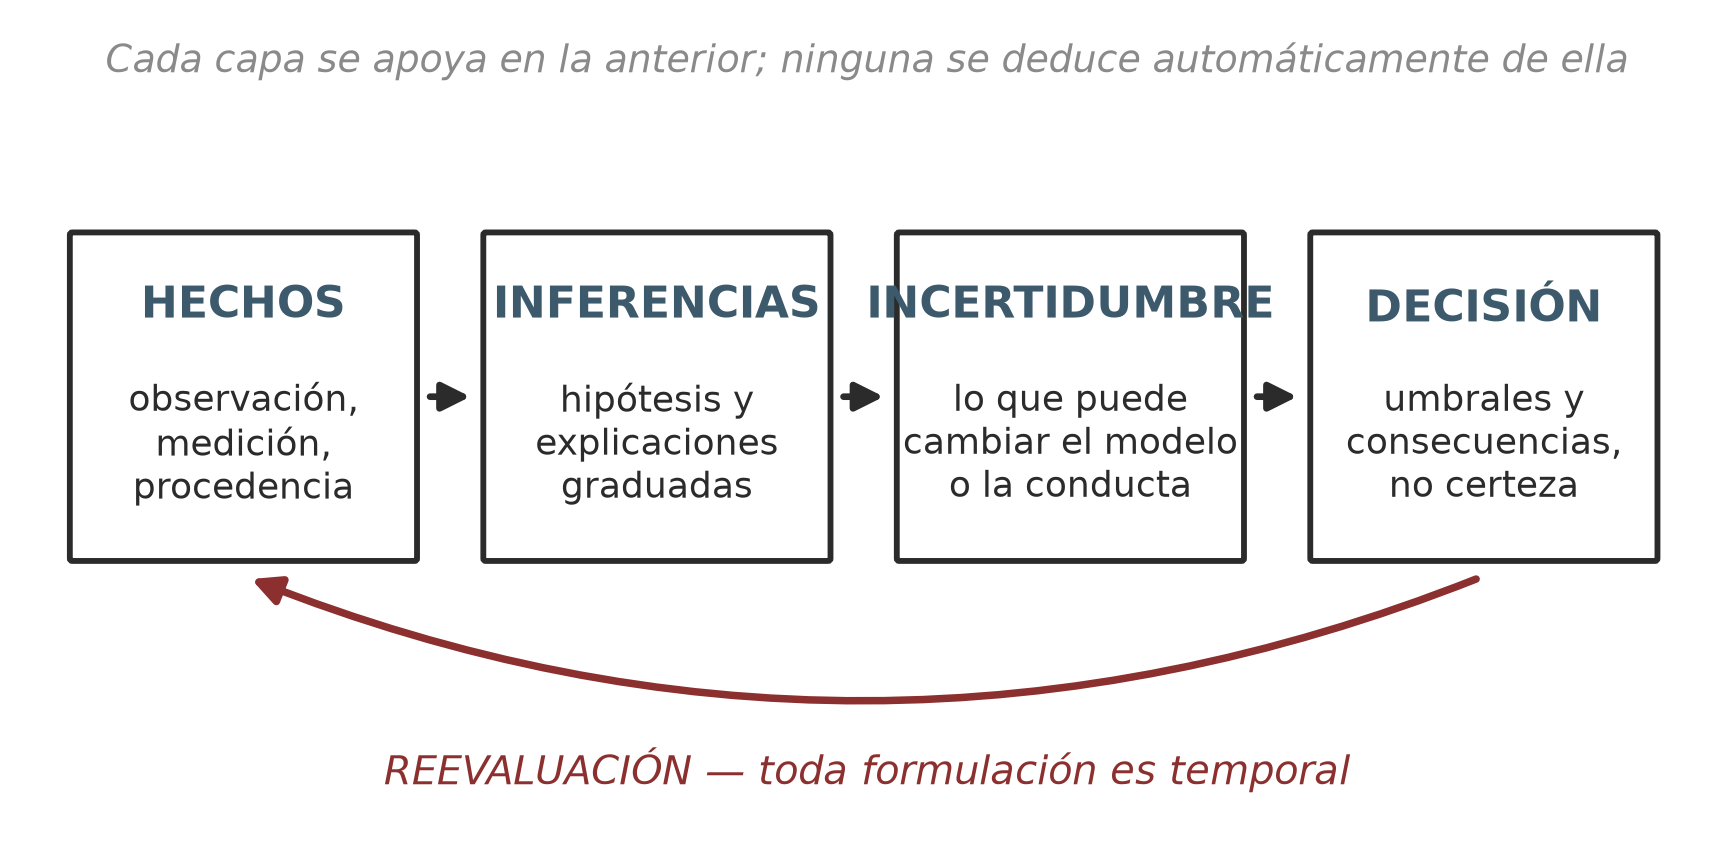 Cada capa se apoya en la anterior; ninguna se deduce automáticamente de ella
HECHOS
observación,
medición,
procedencia
INFERENCIAS
hipótesis y
explicaciones
graduadas
INCERTIDUMBRE
lo que puede
cambiar el modelo
o la conducta
DECISIÓN
umbrales y
consecuencias,
no certeza
REEVALUACIÓN — toda formulación es temporal